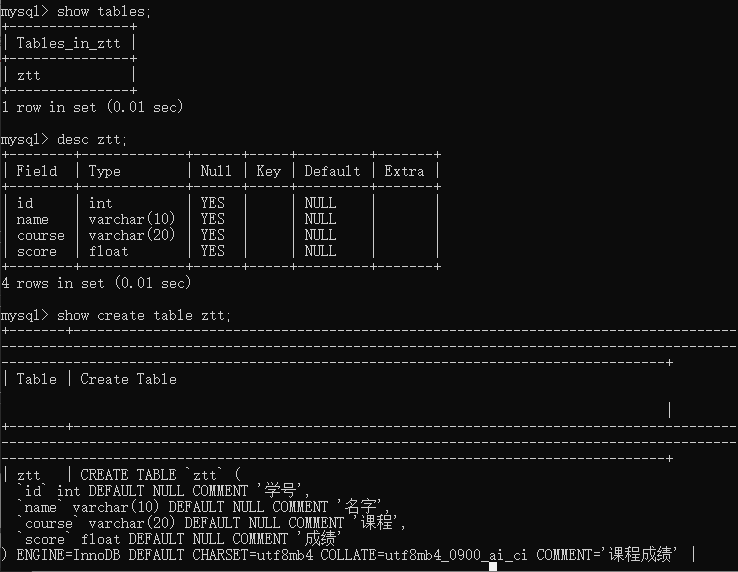 mysql> show tables;
+---------------+
| Tables_in_ztt |
+---------------+
| ztt           |
+---------------+
1 row in set (0.01 sec)
mysql> desc ztt;
+--------+-------------+------+-----+---------+-------+
| Field  | Type        | Null | Key | Default | Extra |
+--------+-------------+------+-----+---------+-------+
| id     | int         | YES  |     | NULL    |       |
| name   | varchar(10) | YES  |     | NULL    |       |
| course | varchar(20) | YES  |     | NULL    |       |
| score  | float       | YES  |     | NULL    |       |
+--------+-------------+------+-----+---------+-------+
4 rows in set (0.01 sec)
mysql> show create table ztt;
| Table | Create Table
|
| ztt   | CREATE TABLE `ztt` (
  `id` int DEFAULT NULL COMMENT '学号',
  `name` varchar(10) DEFAULT NULL COMMENT '名字',
  `course` varchar(20) DEFAULT NULL COMMENT '课程',
  `score` float DEFAULT NULL COMMENT '成绩'
) ENGINE=InnoDB DEFAULT CHARSET=utf8mb4 COLLATE=utf8mb4_0900_ai_ci COMMENT='课程成绩' |